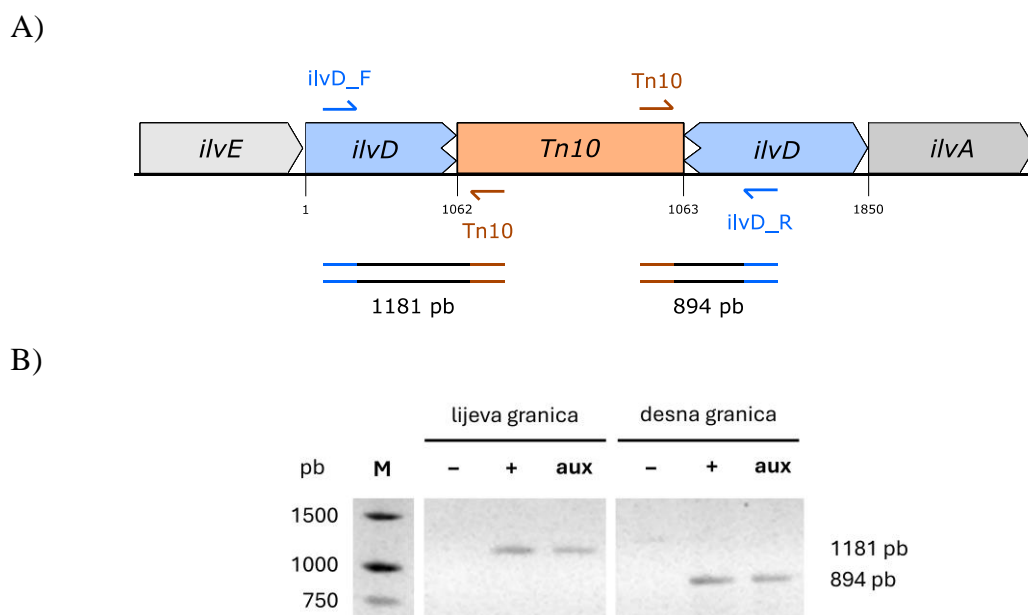 A)
ilvD_F
Tn10
ilvE
ilvD
Tn10
ilvD
ilvA
1
1062
1063
1850
Tn10
ilvD_R
1181 pb
894 pb
B)
lijeva granica
desna granica
pb M – + aux – + aux
1500
1000
750
1181 pb
894 pb